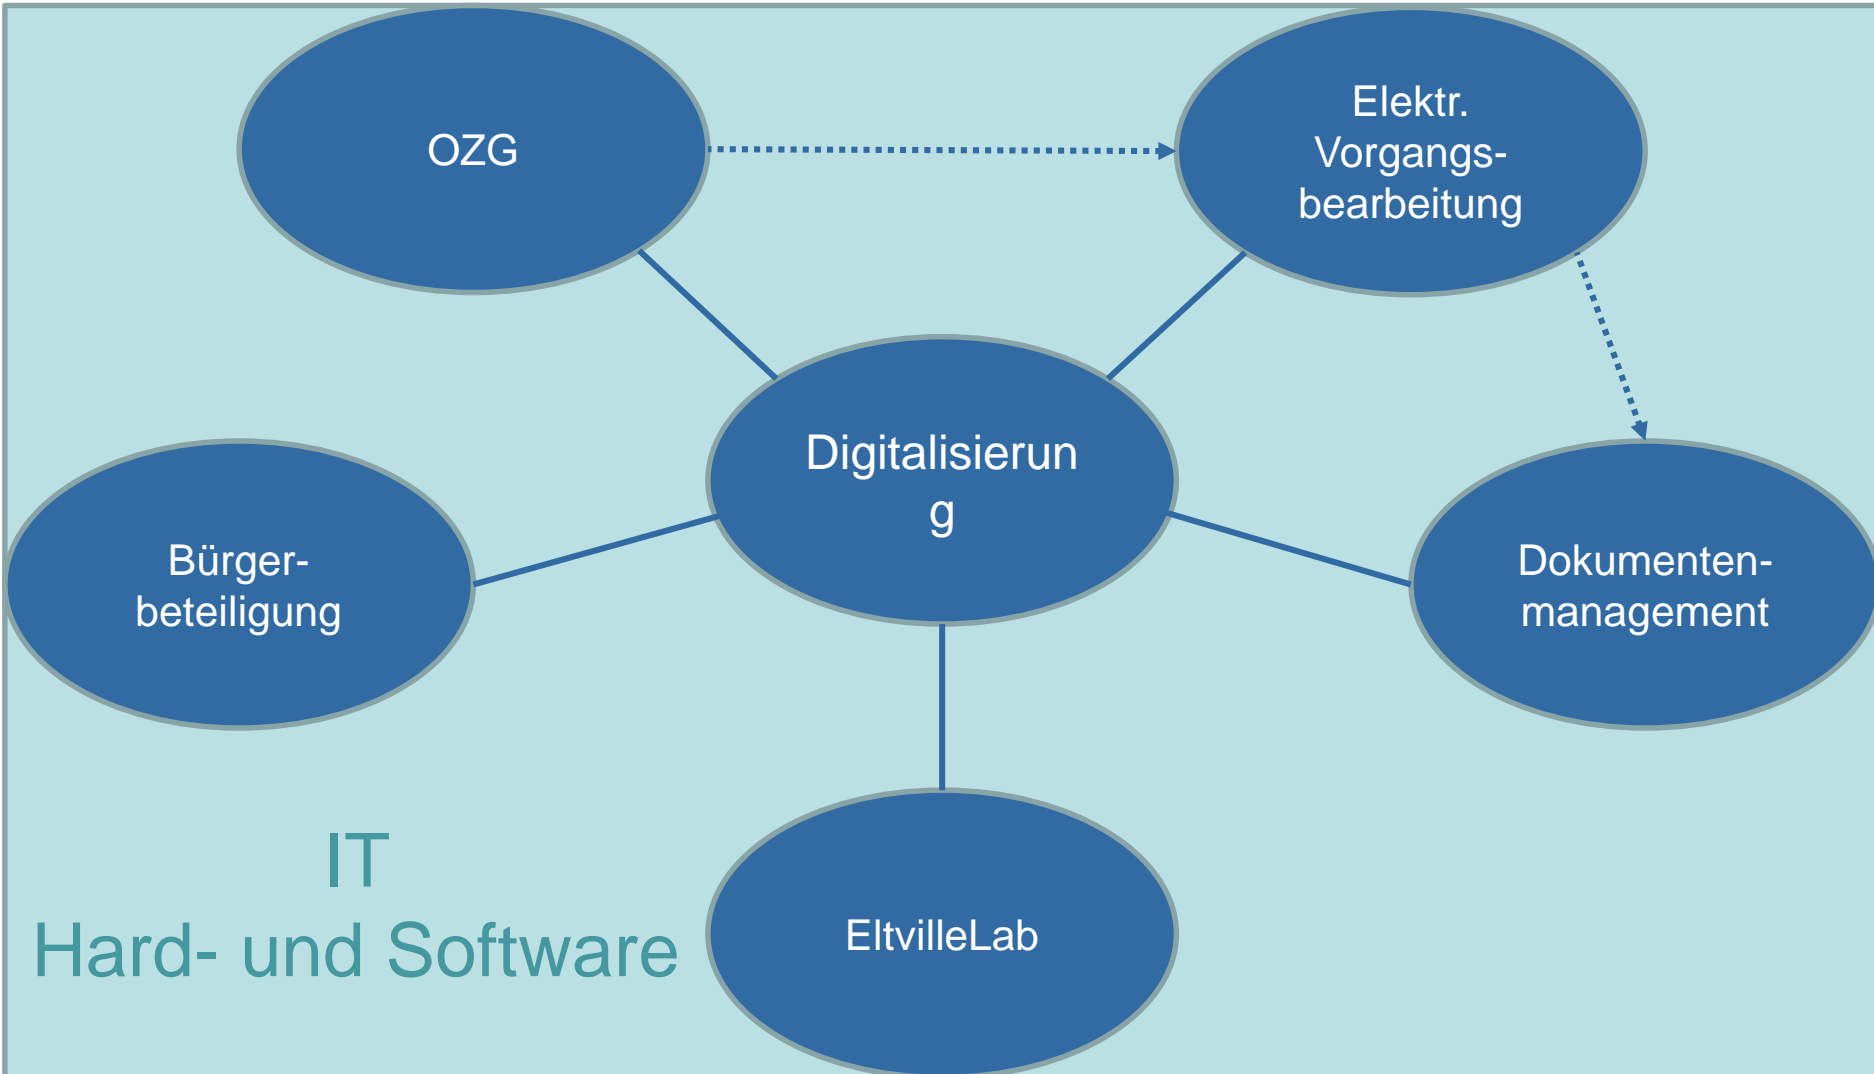 OZG
Elektr.
Vorgangs-
bearbeitung
Digitalisierun
g
Bürger-
beteiligung
Dokumenten-
management
IT
Hard- und Software
EltvilleLab